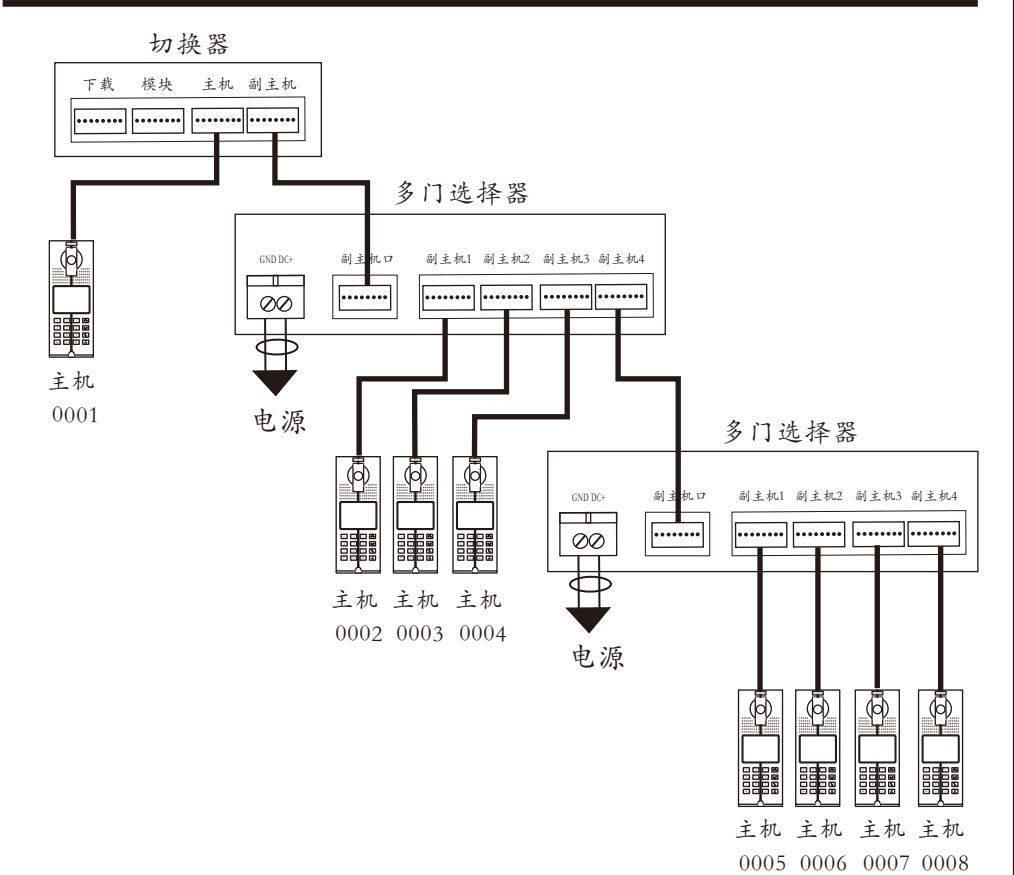 切换器
下载 模块 主机 副主机
多门选择器
GND DC+ 副主机口 副主机1 副主机2 副主机3 副主机4
主机
0001
电源
多门选择器
GND DC+ 副主机口 副主机1 副主机2 副主机3 副主机4
主机 主机 主机
0002 0003 0004
电源
主机 主机 主机 主机
0005 0006 0007 0008